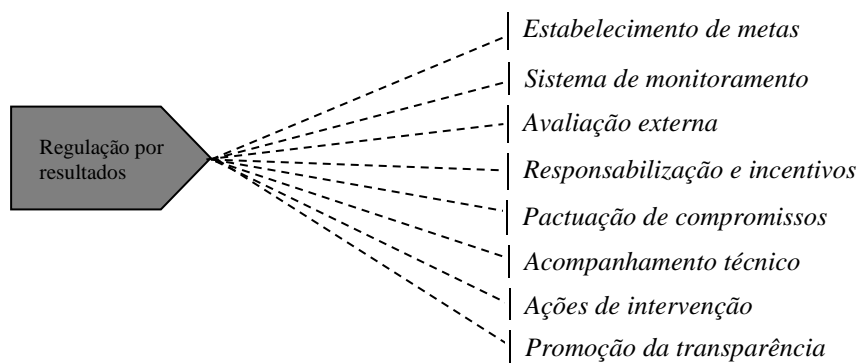 Estabelecimento de metas
Sistema de monitoramento
Avaliação externa
Regulação por
resultados
Responsabilização e incentivos
Pactuação de compromissos
Acompanhamento técnico
Ações de intervenção
Promoção da transparência